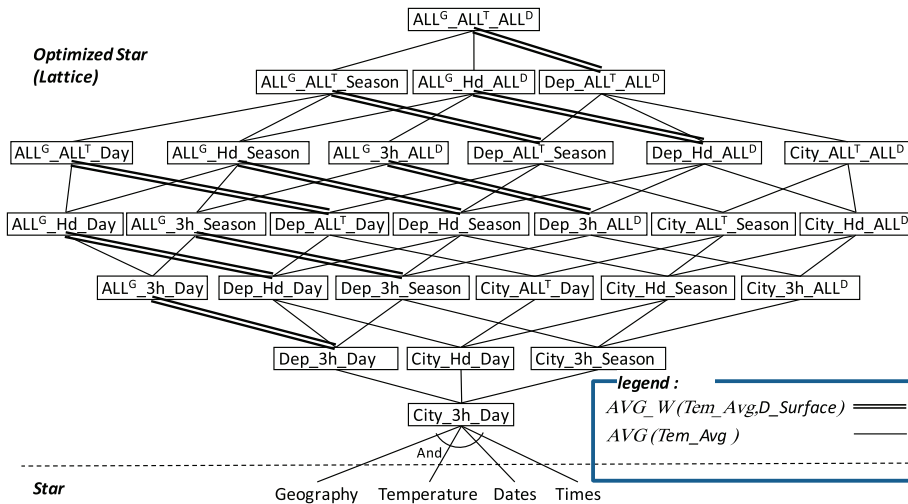 ALLᴳ_ALLᵀ_ALLᴰ
Optimized Star
(Lattice)
ALLᴳ_ALLᵀ_Season
ALLᴳ_Hd_ALLᴰ
Dep_ALLᵀ_ALLᴰ
ALLᴳ_ALLᵀ_Day
ALLᴳ_Hd_Season
ALLᴳ_3h_ALLᴰ
Dep_ALLᵀ_Season
Dep_Hd_ALLᴰ
City_ALLᵀ_ALLᴰ
ALLᴳ_Hd_Day
ALLᴳ_3h_Season
Dep_ALLᵀ_Day
Dep_Hd_Season
Dep_3h_ALLᴰ
City_ALLᵀ_Season
City_Hd_ALLᴰ
ALLᴳ_3h_Day
Dep_Hd_Day
Dep_3h_Season
City_ALLᵀ_Day
City_Hd_Season
City_3h_ALLᴰ
Dep_3h_Day
City_Hd_Day
City_3h_Season
legend :
AVG_W(Tem_Avg,D_Surface)
AVG(Tem_Avg)
City_3h_Day
And
Star
Geography
Temperature
Dates
Times